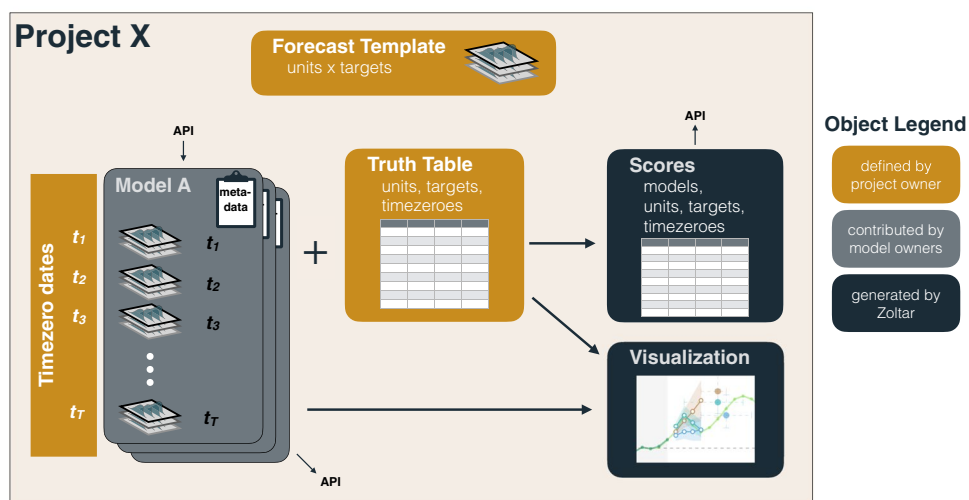 Project X
Forecast Template
units x targets
API
API
Object Legend
defined by
project owner
contributed by
model owners
generated by
Zoltar
Timezero dates
t1
t2
t3
tT
Model A
meta-
data
t1
t2
t3
tT
+
Truth Table
units, targets,
timezeroes
Scores
models,
units, targets,
timezeroes
Visualization
API